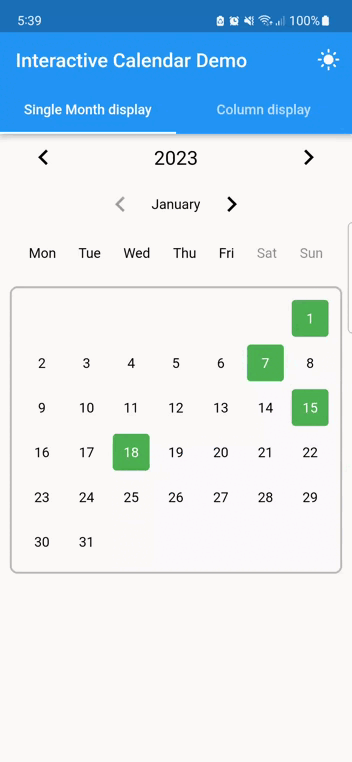 5:39 100%
Interactive Calendar Demo
Single Month display Column display
2023
January
Mon Tue Wed Thu Fri Sat Sun
1
2 3 4 5 6 7 8
9 10 11 12 13 14 15
16 17 18 19 20 21 22
23 24 25 26 27 28 29
30 31